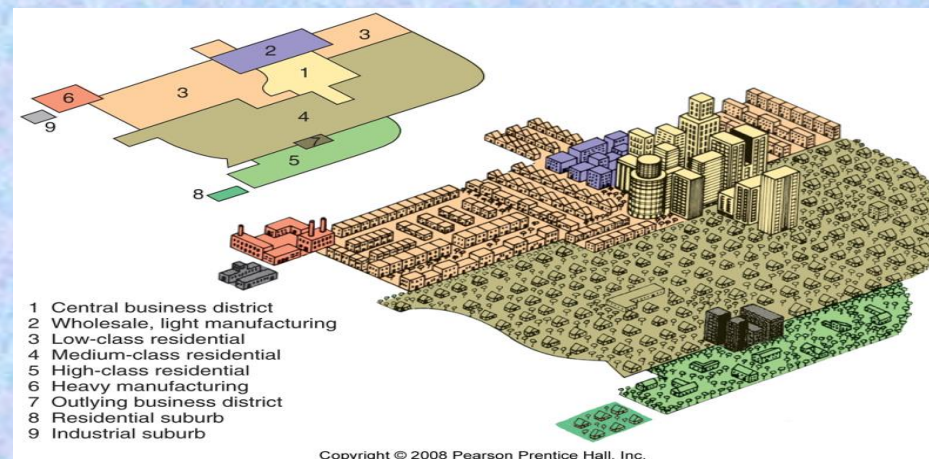 3
2
1
6
3
9
4
7
5
8
1 Central business district
2 Wholesale, light manufacturing
3 Low-class residential
4 Medium-class residential
5 High-class residential
6 Heavy manufacturing
7 Outlying business district
8 Residential suburb
9 Industrial suburb
Copyright © 2008 Pearson Prentice Hall, Inc.